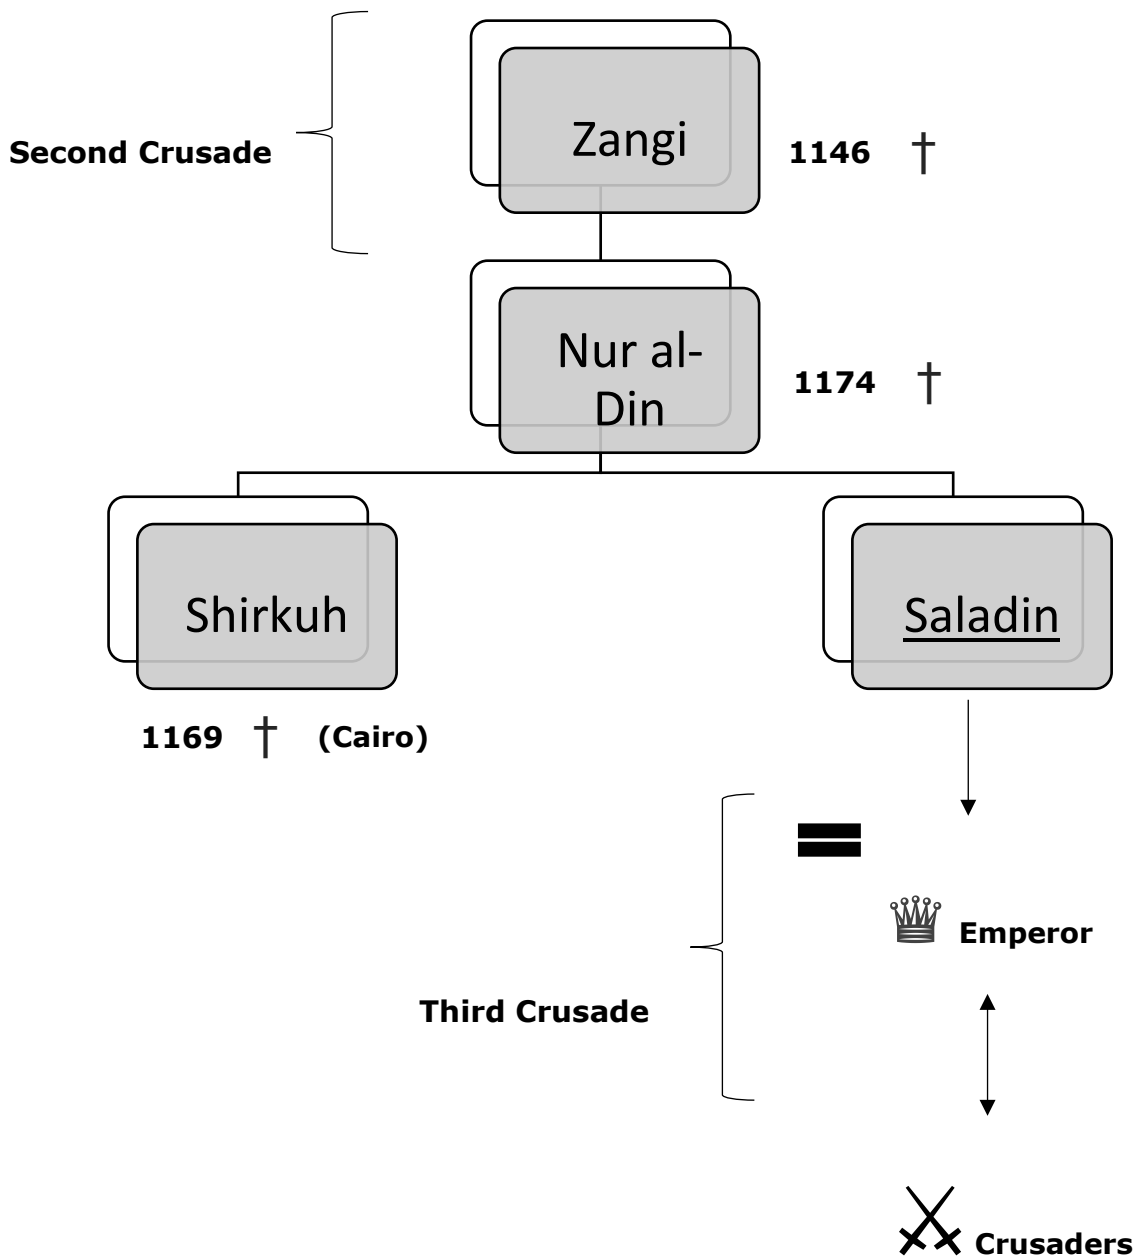 Zangi
Second Crusade
1146 †
Nur al-
Din
1174 †
Shirkuh
Saladin
1169 † (Cairo)
=
Emperor
Third Crusade
Crusaders